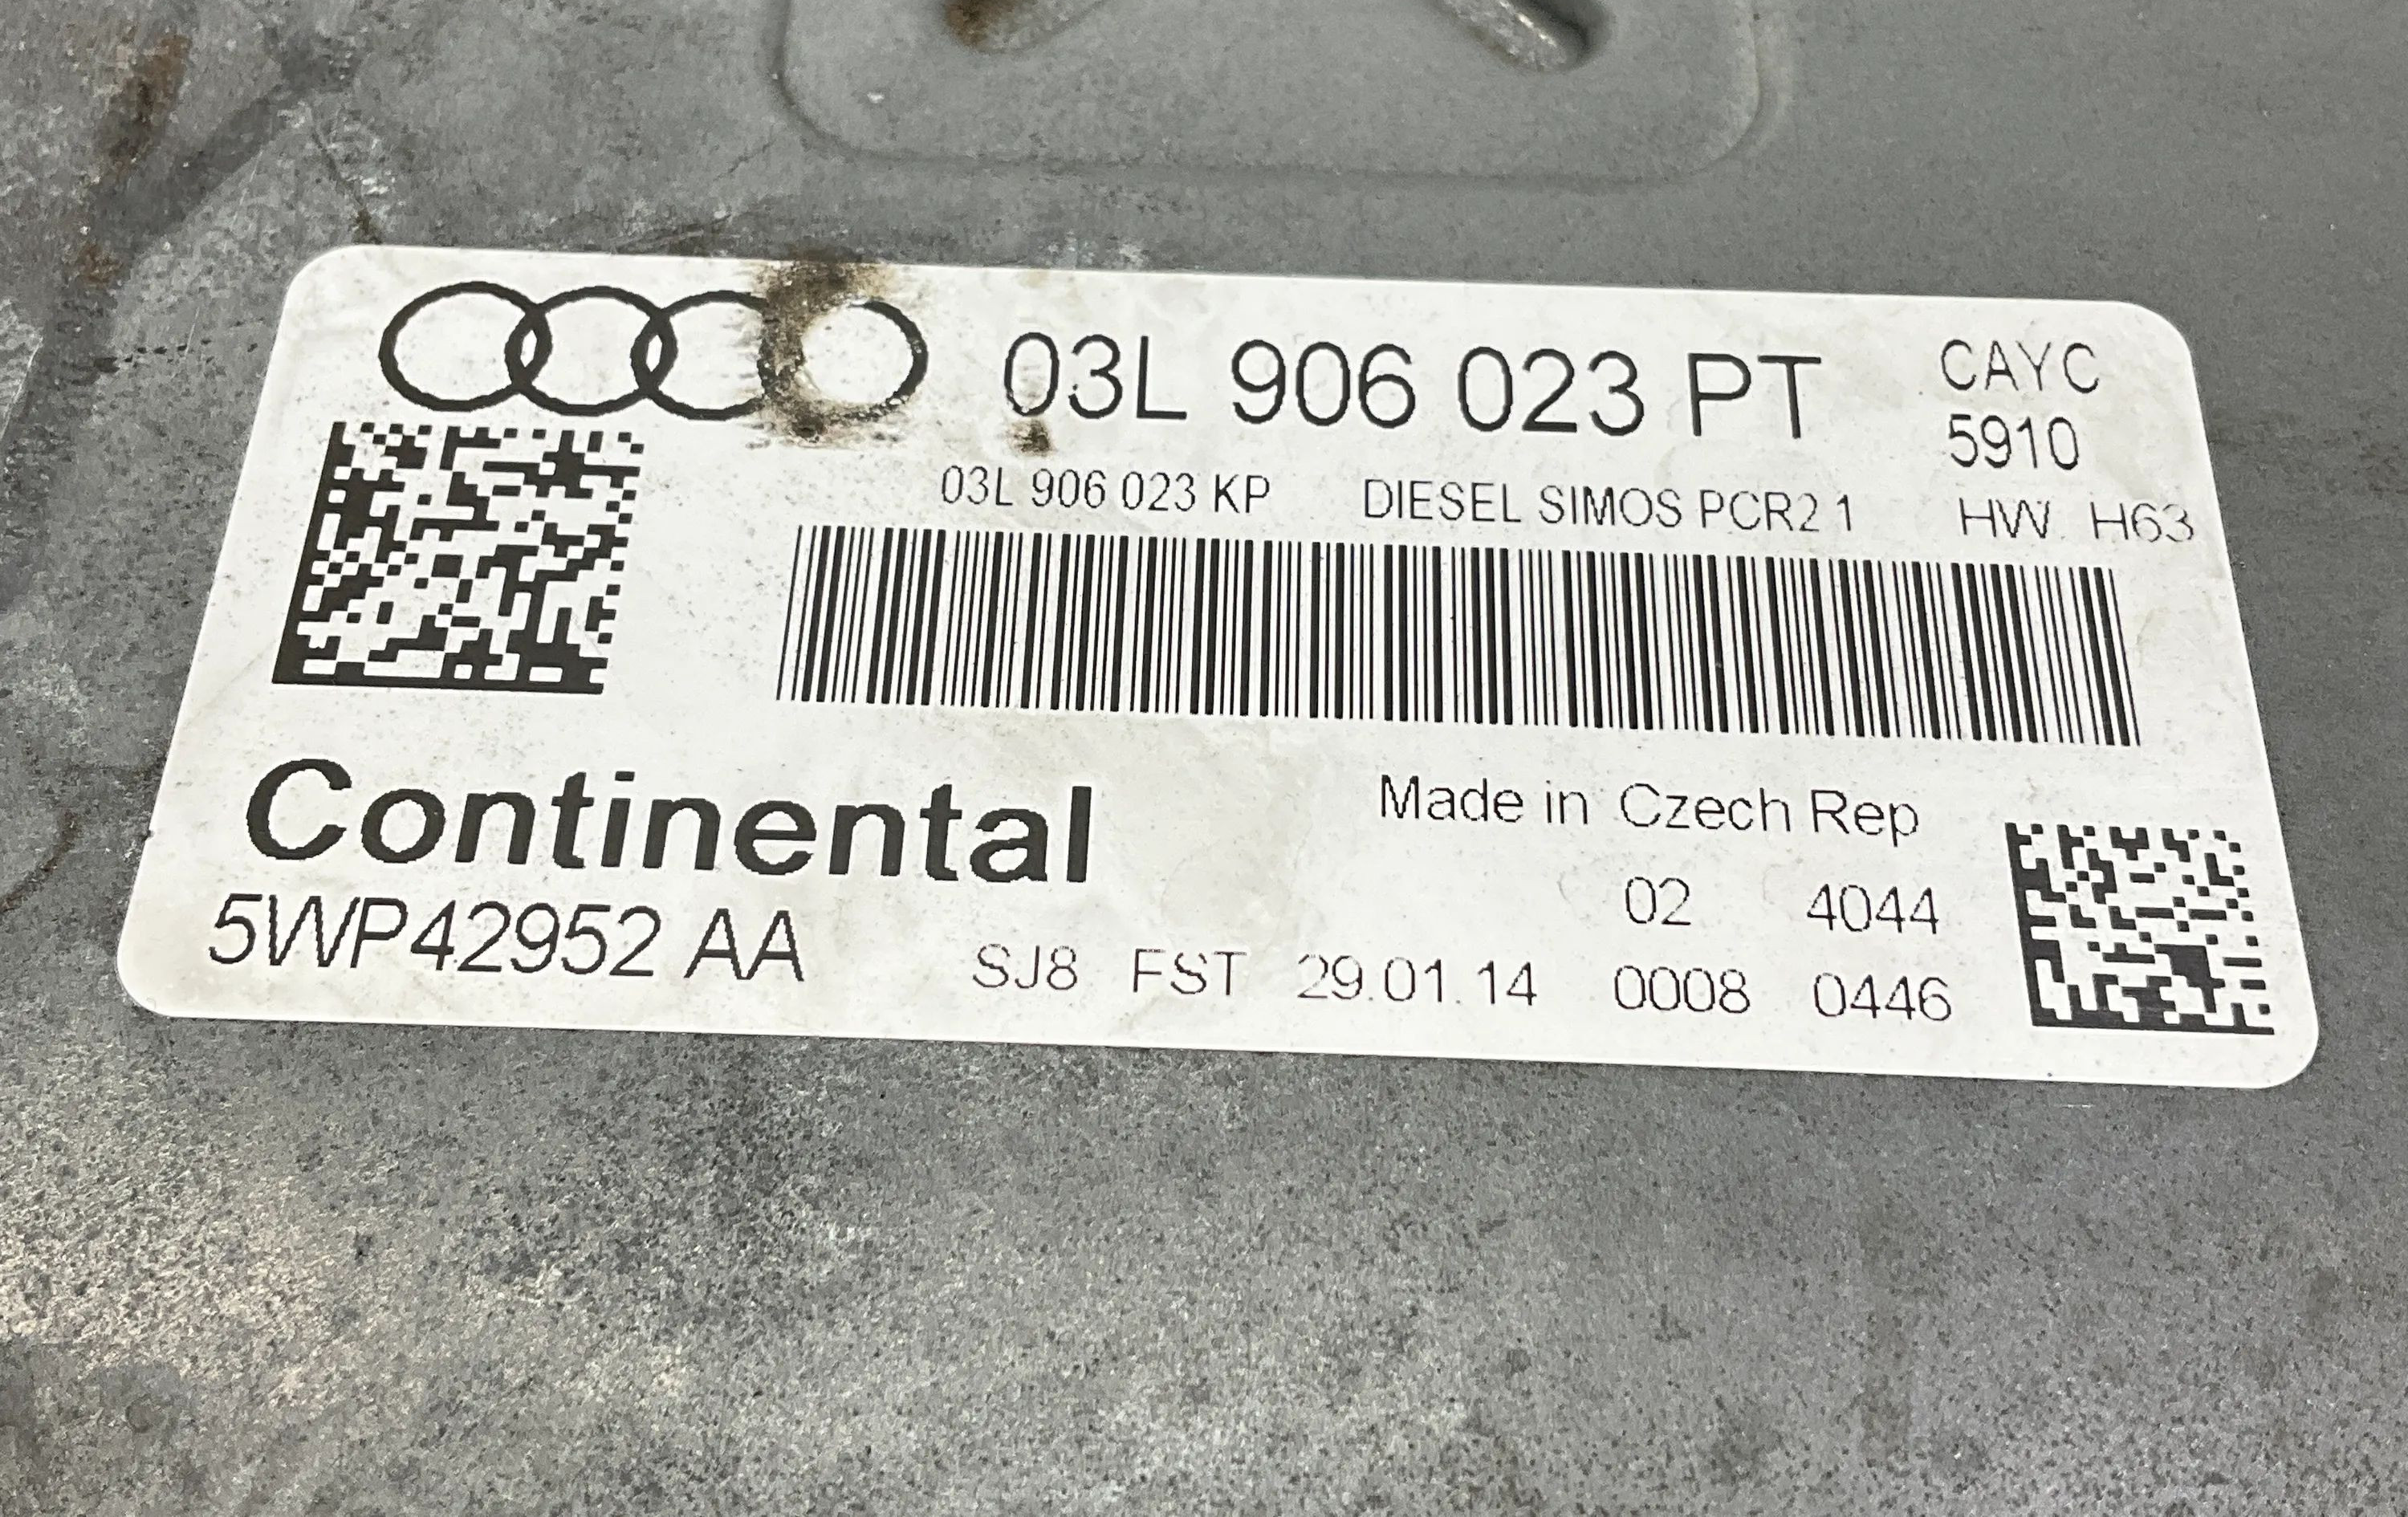 03L 906 023 PT CAYC
5910
03L 906 023 KP DIESEL SIMOS PCR2 1 HW H63
Continental Made in Czech Rep
5WP42952 AA 02 4044
SJ8 FST 29.01.14 0008 0446